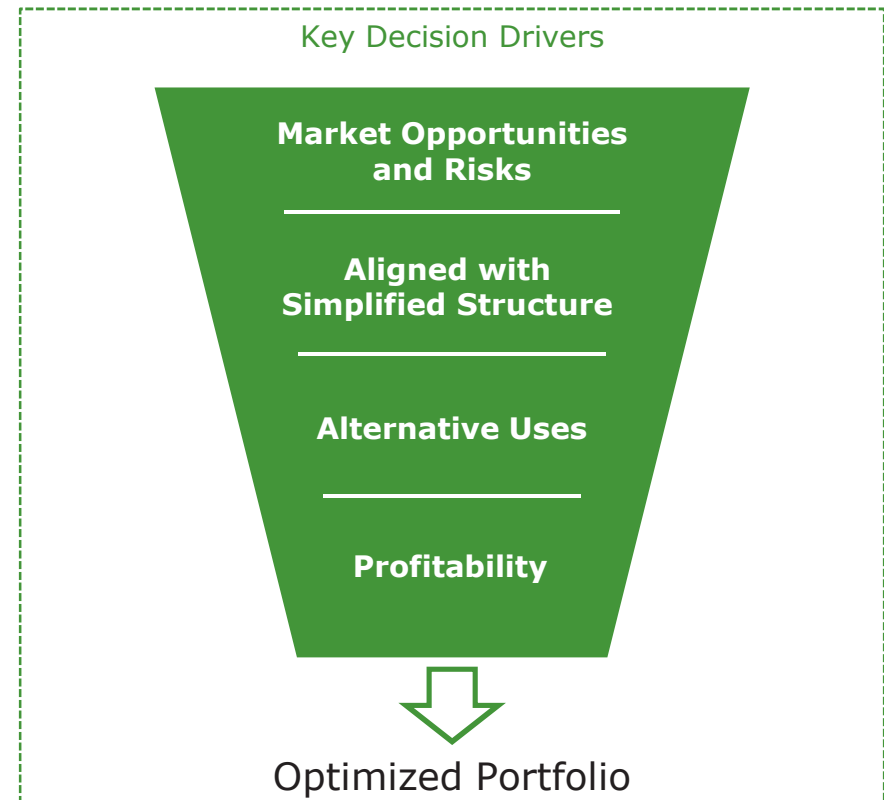 Key Decision Drivers
Market Opportunities
and Risks
Aligned with
Simplified Structure
Alternative Uses
Profitability
Optimized Portfolio